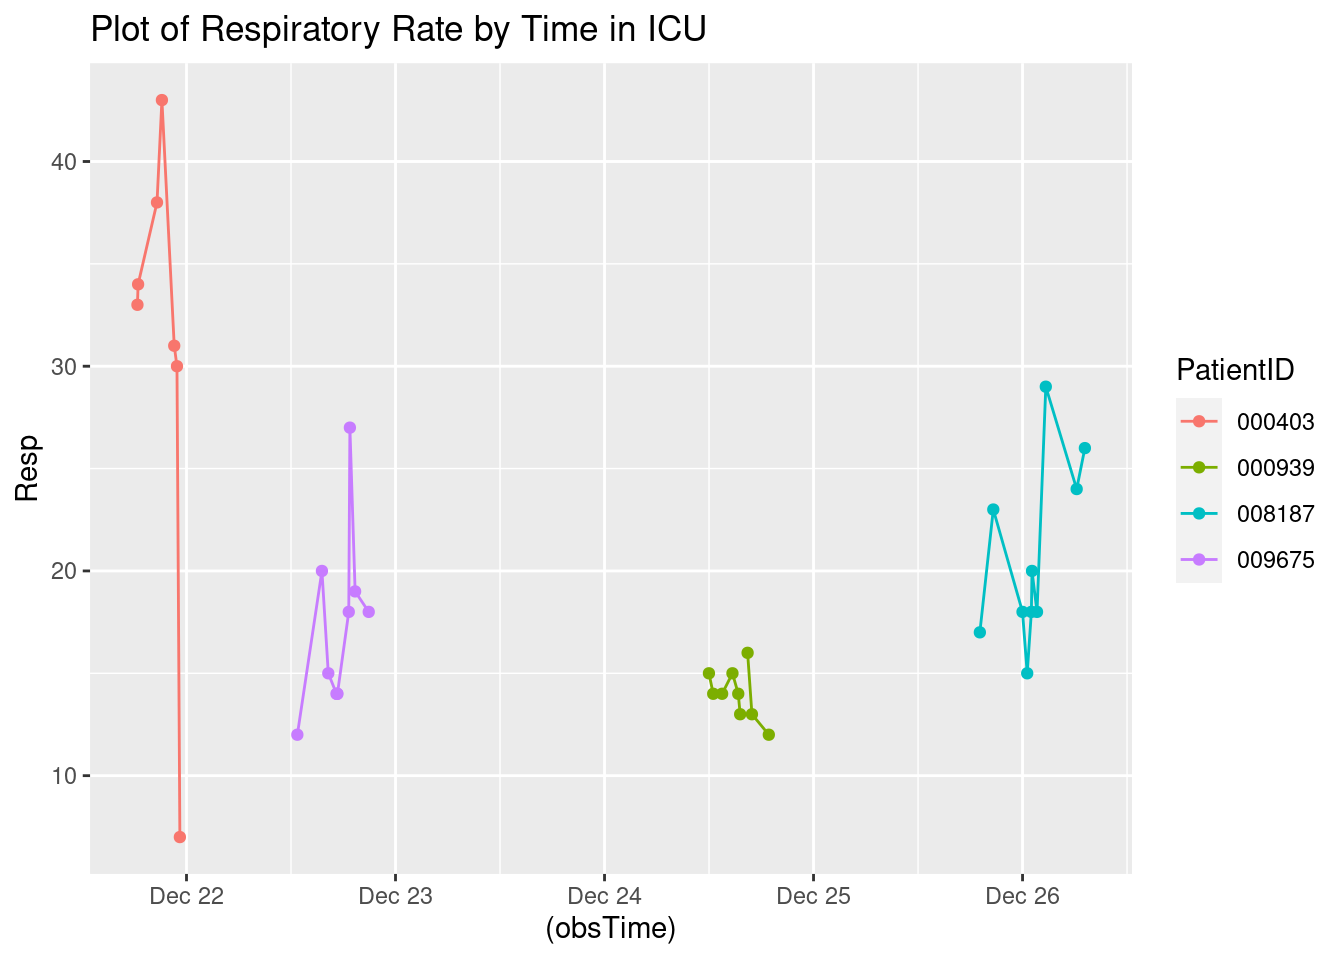 Plot of Respiratory Rate by Time in ICU
40
30
20
10
Resp
Dec 22
Dec 23
Dec 24
Dec 25
Dec 26
(obsTime)
PatientID
000403
000939
008187
009675